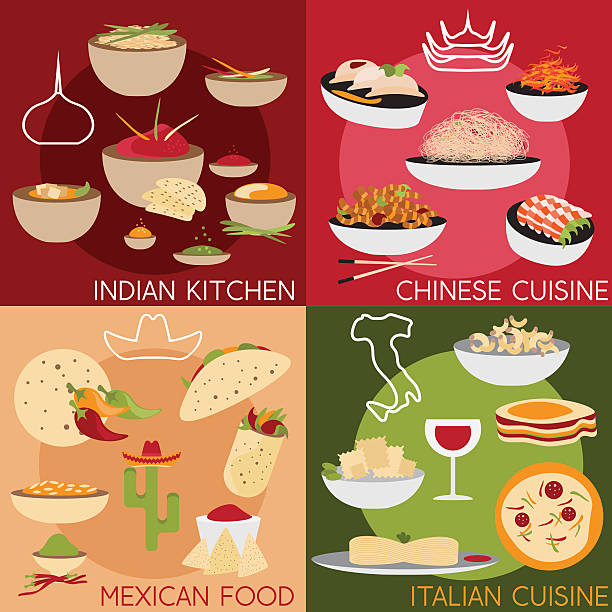 INDIAN KITCHEN
CHINESE CUISINE
MEXICAN FOOD
ITALIAN CUISINE